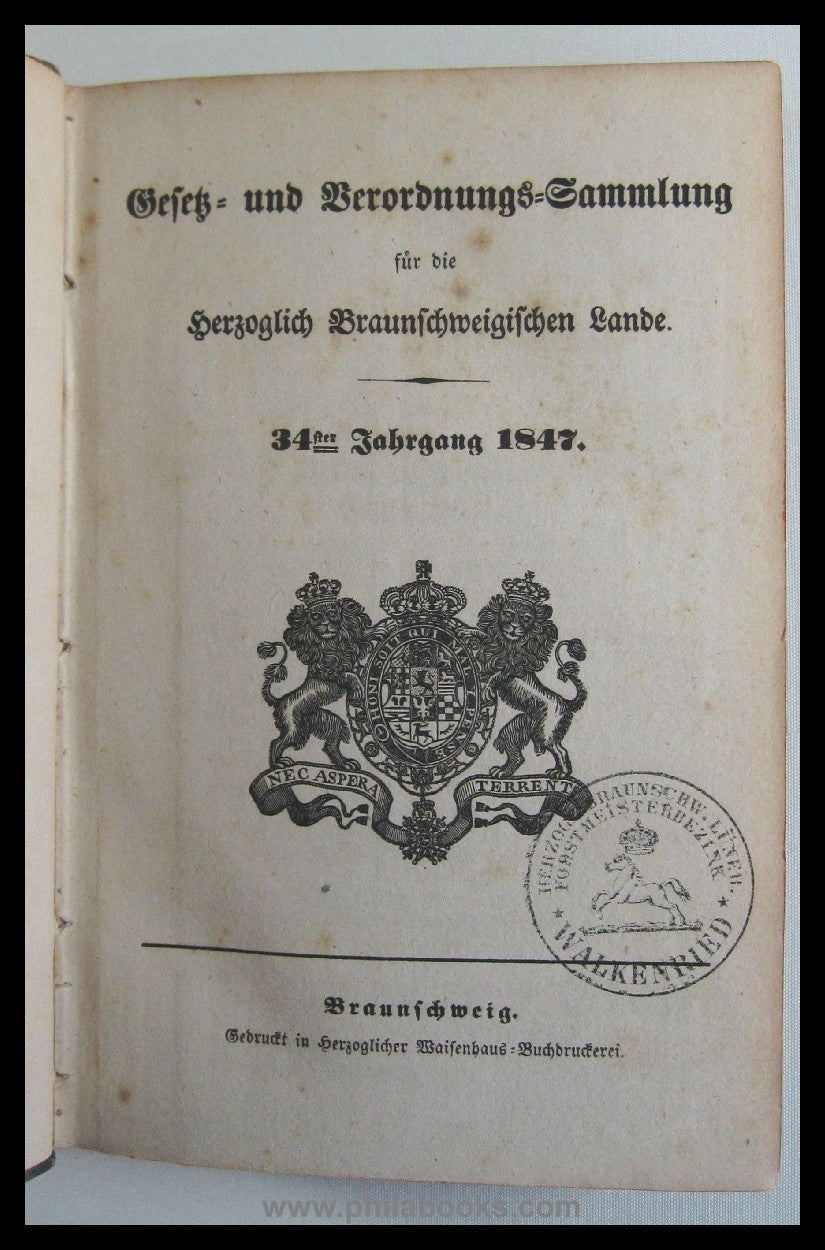 Gesetz- und Verordnungs-Sammlung
für die
Herzoglich Braunschweigischen Lande.
34ster Jahrgang 1847.
HONI SOIT QUI MAL Y PENSE
NEC ASPERA TERRENT
HERZOGL. BRAUNSCHW. LÜNEB.
FORSTMEISTERBEZIRK
* WALKENRIED *
Braunschweig.
Gedruckt in Herzoglicher Waisenhaus-Buchdruckerei.
www.philabooks.com